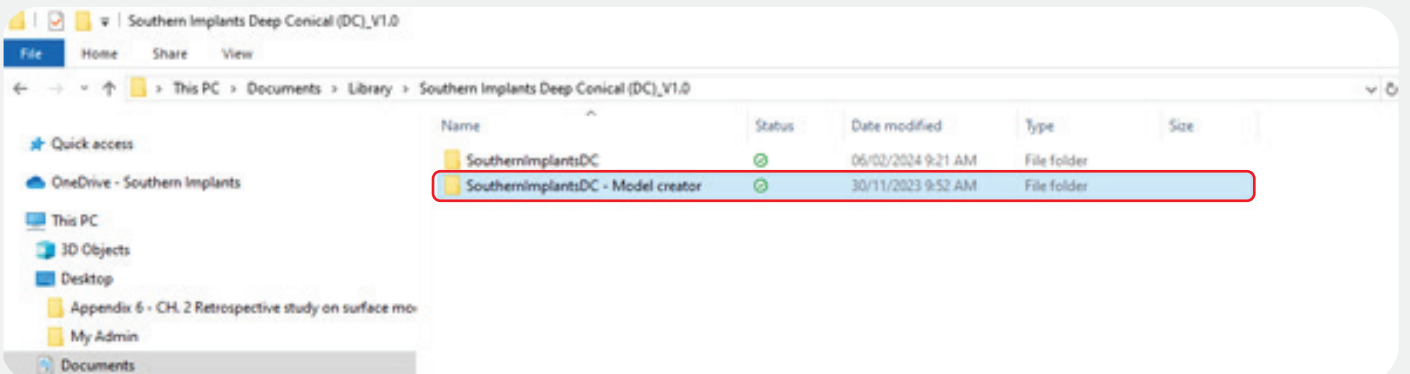 Southern Implants Deep Conical (DC)_V1.0
File Home Share View
This PC > Documents > Library > Southern Implants Deep Conical (DC)_V1.0
Name Status Date modified Type Size
Quick access
SouthernImplantsDC 06/02/2024 9:21 AM File folder
OneDrive - Southern Implants
SouthernImplantsDC - Model creator 30/11/2023 9:52 AM File folder
This PC
3D Objects
Desktop
Appendix 6 - CH. 2 Retrospective study on surface mo
My Admin
Documents